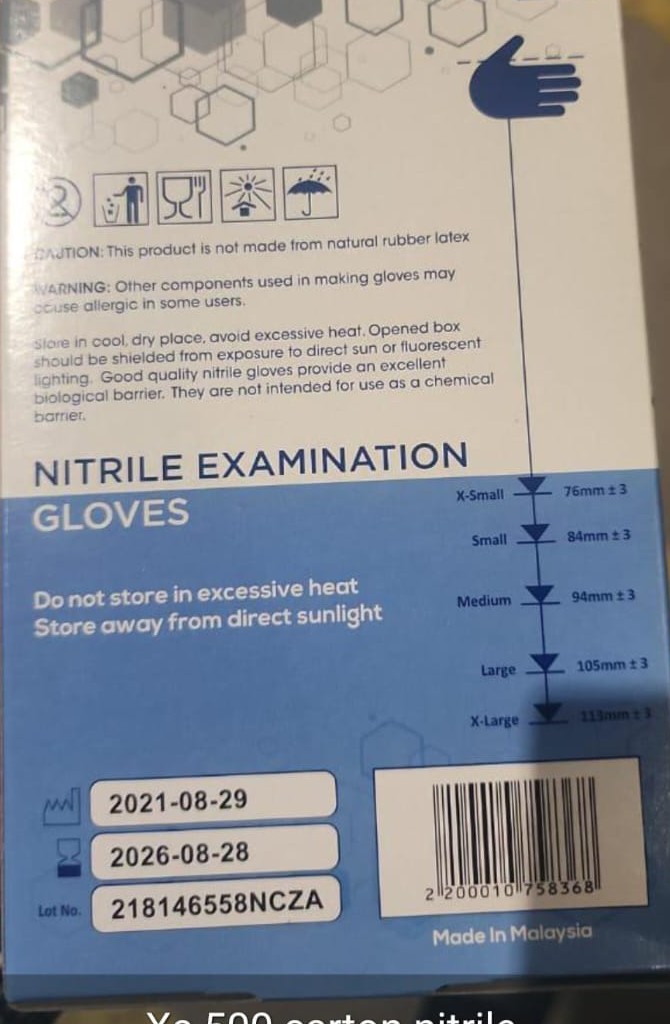 CAUTION: This product is not made from natural rubber latex
WARNING: Other components used in making gloves may
cause allergic in some users.
Store in cool, dry place, avoid excessive heat. Opened box
should be shielded from exposure to direct sun or fluorescent
lighting. Good quality nitrile gloves provide an excellent
biological barrier. They are not intended for use as a chemical
barrier.
NITRILE EXAMINATION
GLOVES
Do not store in excessive heat
Store away from direct sunlight
X-Small 76mm ± 3
Small 84mm ± 3
Medium 94mm ± 3
Large 105mm ± 3
X-Large 113mm ± 3
2021-08-29
2026-08-28
Lot No. 218146558NCZA
2 200010 758368
Made In Malaysia